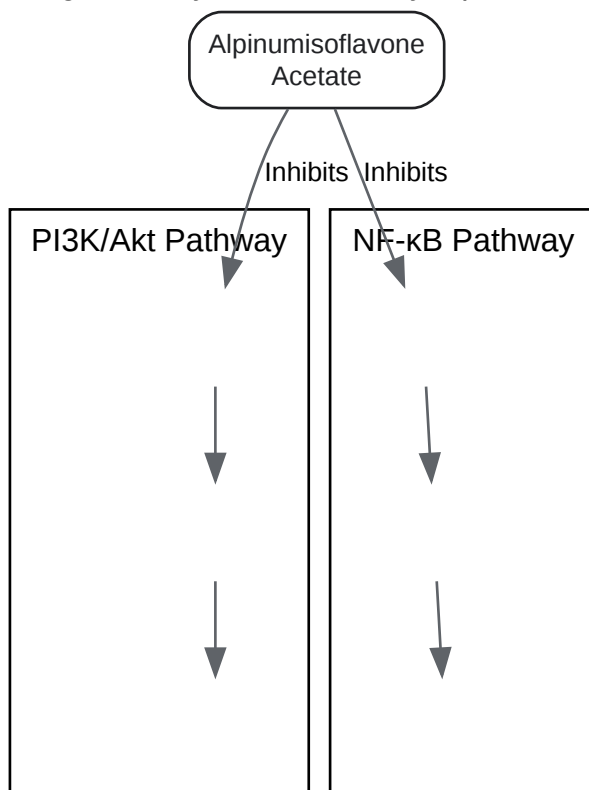 Alpinumisoflavone
Acetate
Inhibits Inhibits
PI3K/Akt Pathway
NF-κB Pathway